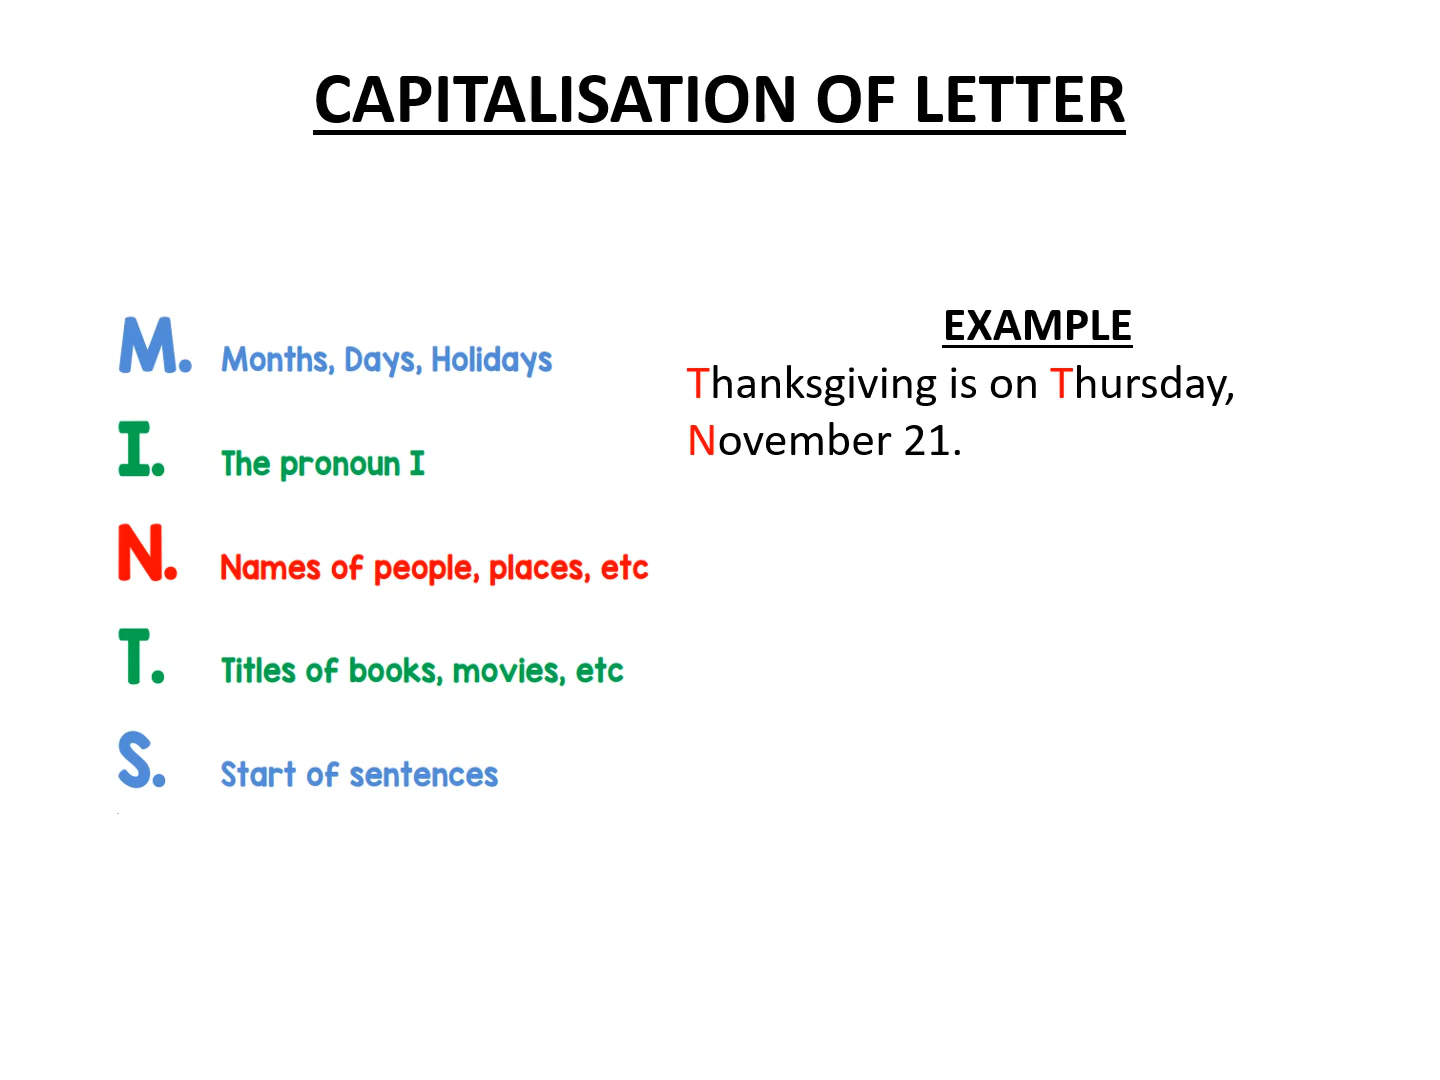 CAPITALISATION OF LETTER
M. Months, Days, Holidays
I. The pronoun I
N. Names of people, places, etc
T. Titles of books, movies, etc
S. Start of sentences
EXAMPLE
Thanksgiving is on Thursday,
November 21.